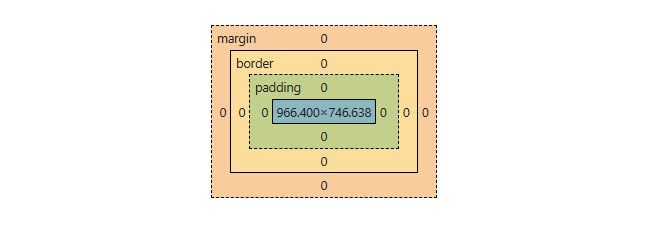 margin 0
border 0
padding 0
0 0 0 966.400×746.638 0 0 0
0
0
0